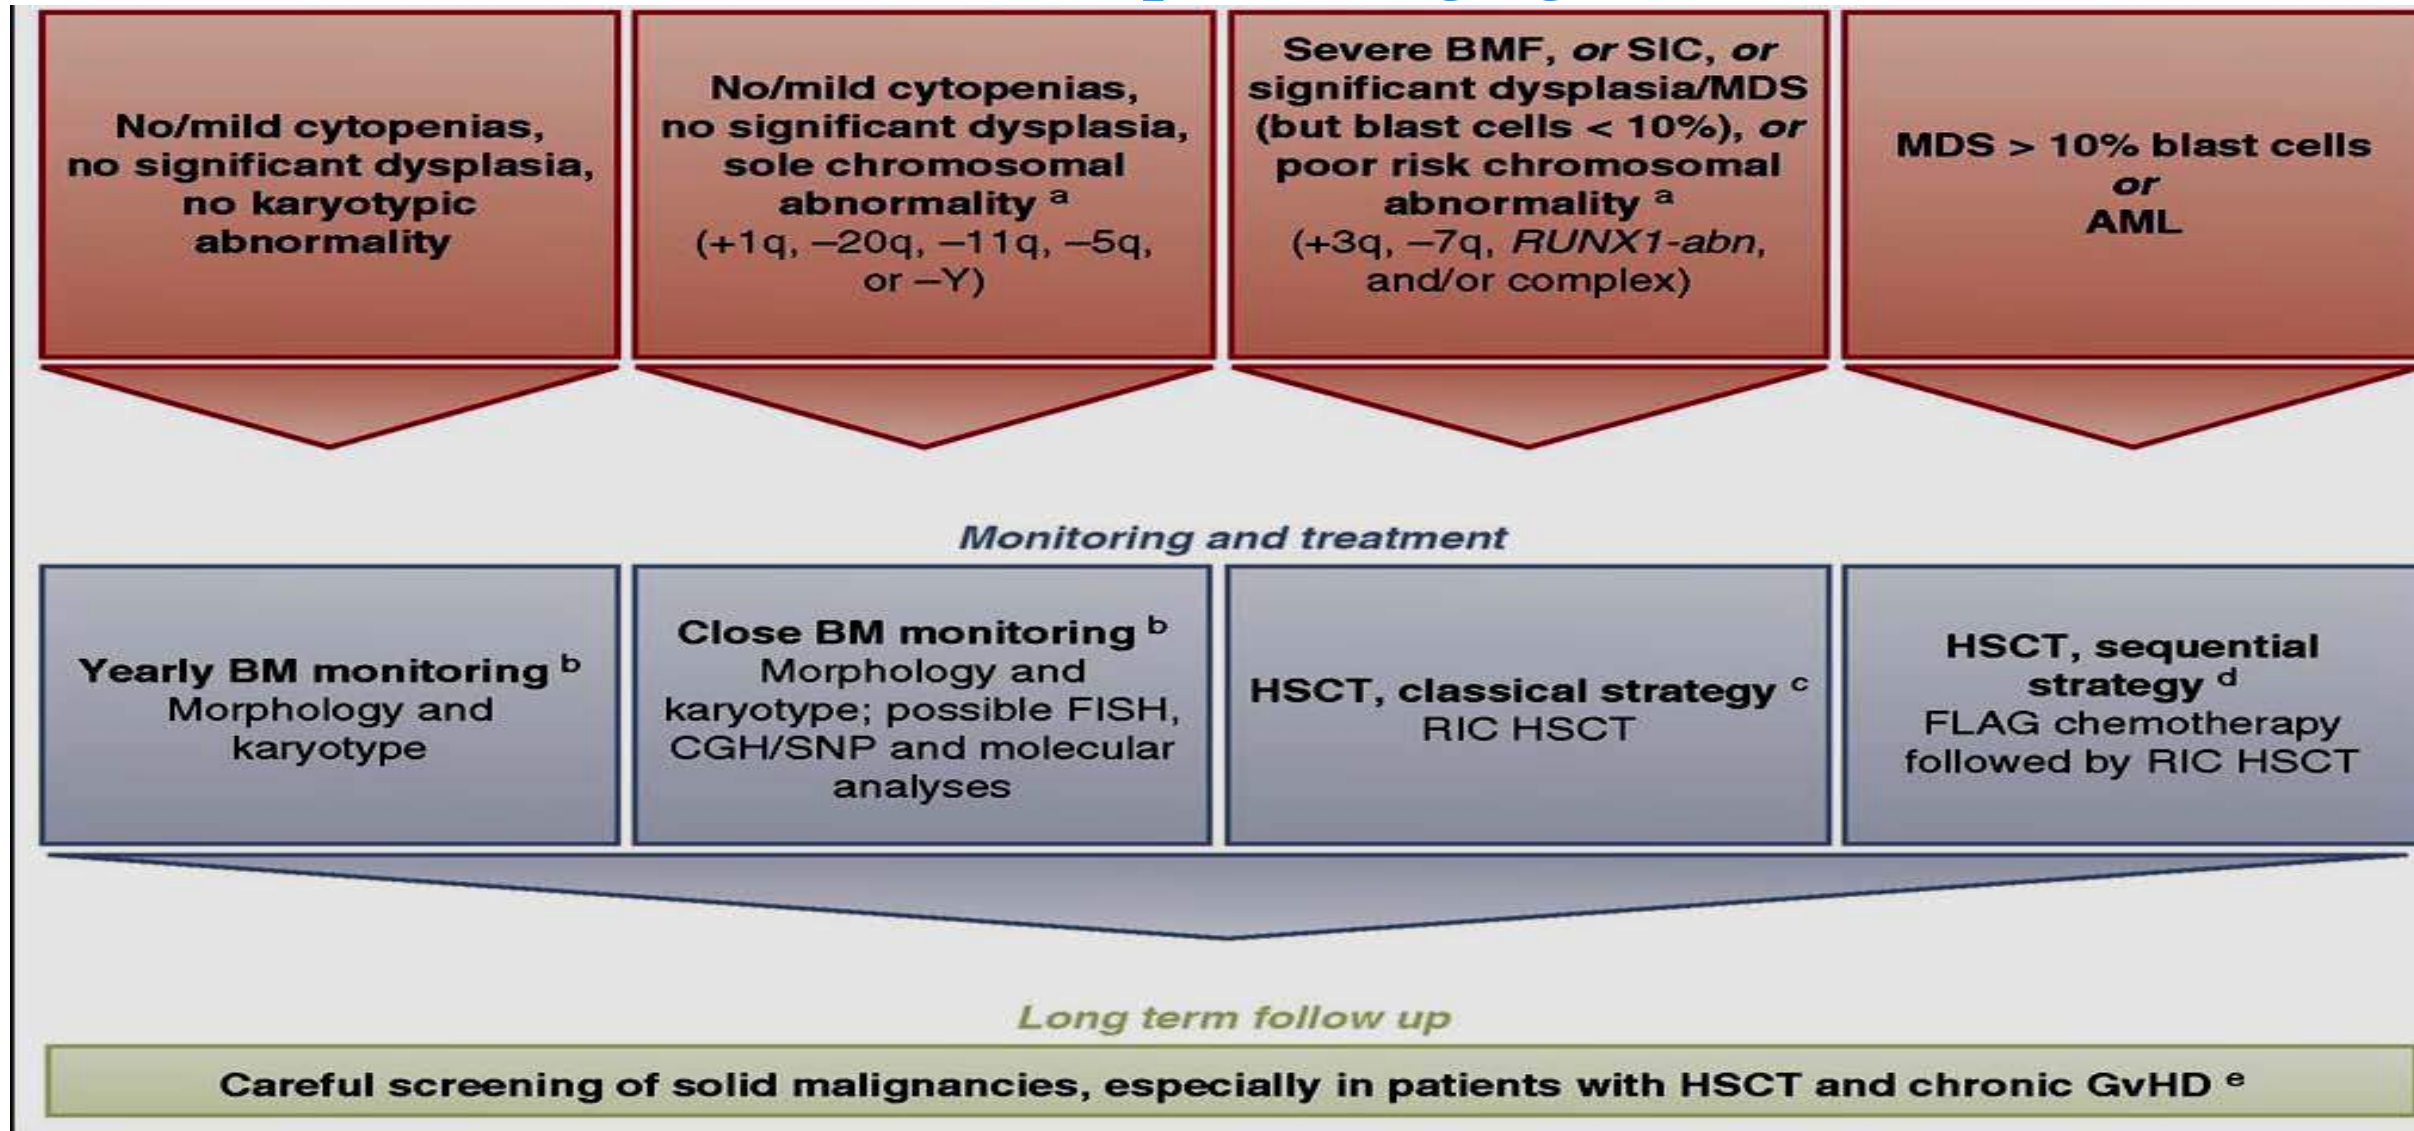 No/mild cytopenias,
no significant dysplasia,
no karyotypic
abnormality
No/mild cytopenias,
no significant dysplasia,
sole chromosomal
abnormality a
(+1q, –20q, –11q, –5q,
or –Y)
Severe BMF, or SIC, or
significant dysplasia/MDS
(but blast cells < 10%), or
poor risk chromosomal
abnormality a
(+3q, –7q, RUNX1-abn,
and/or complex)
MDS > 10% blast cells
or
AML
Monitoring and treatment
Yearly BM monitoring b
Morphology and
karyotype
Close BM monitoring b
Morphology and
karyotype; possible FISH,
CGH/SNP and molecular
analyses
HSCT, classical strategy c
RIC HSCT
HSCT, sequential
strategy d
FLAG chemotherapy
followed by RIC HSCT
Long term follow up
Careful screening of solid malignancies, especially in patients with HSCT and chronic GvHD e